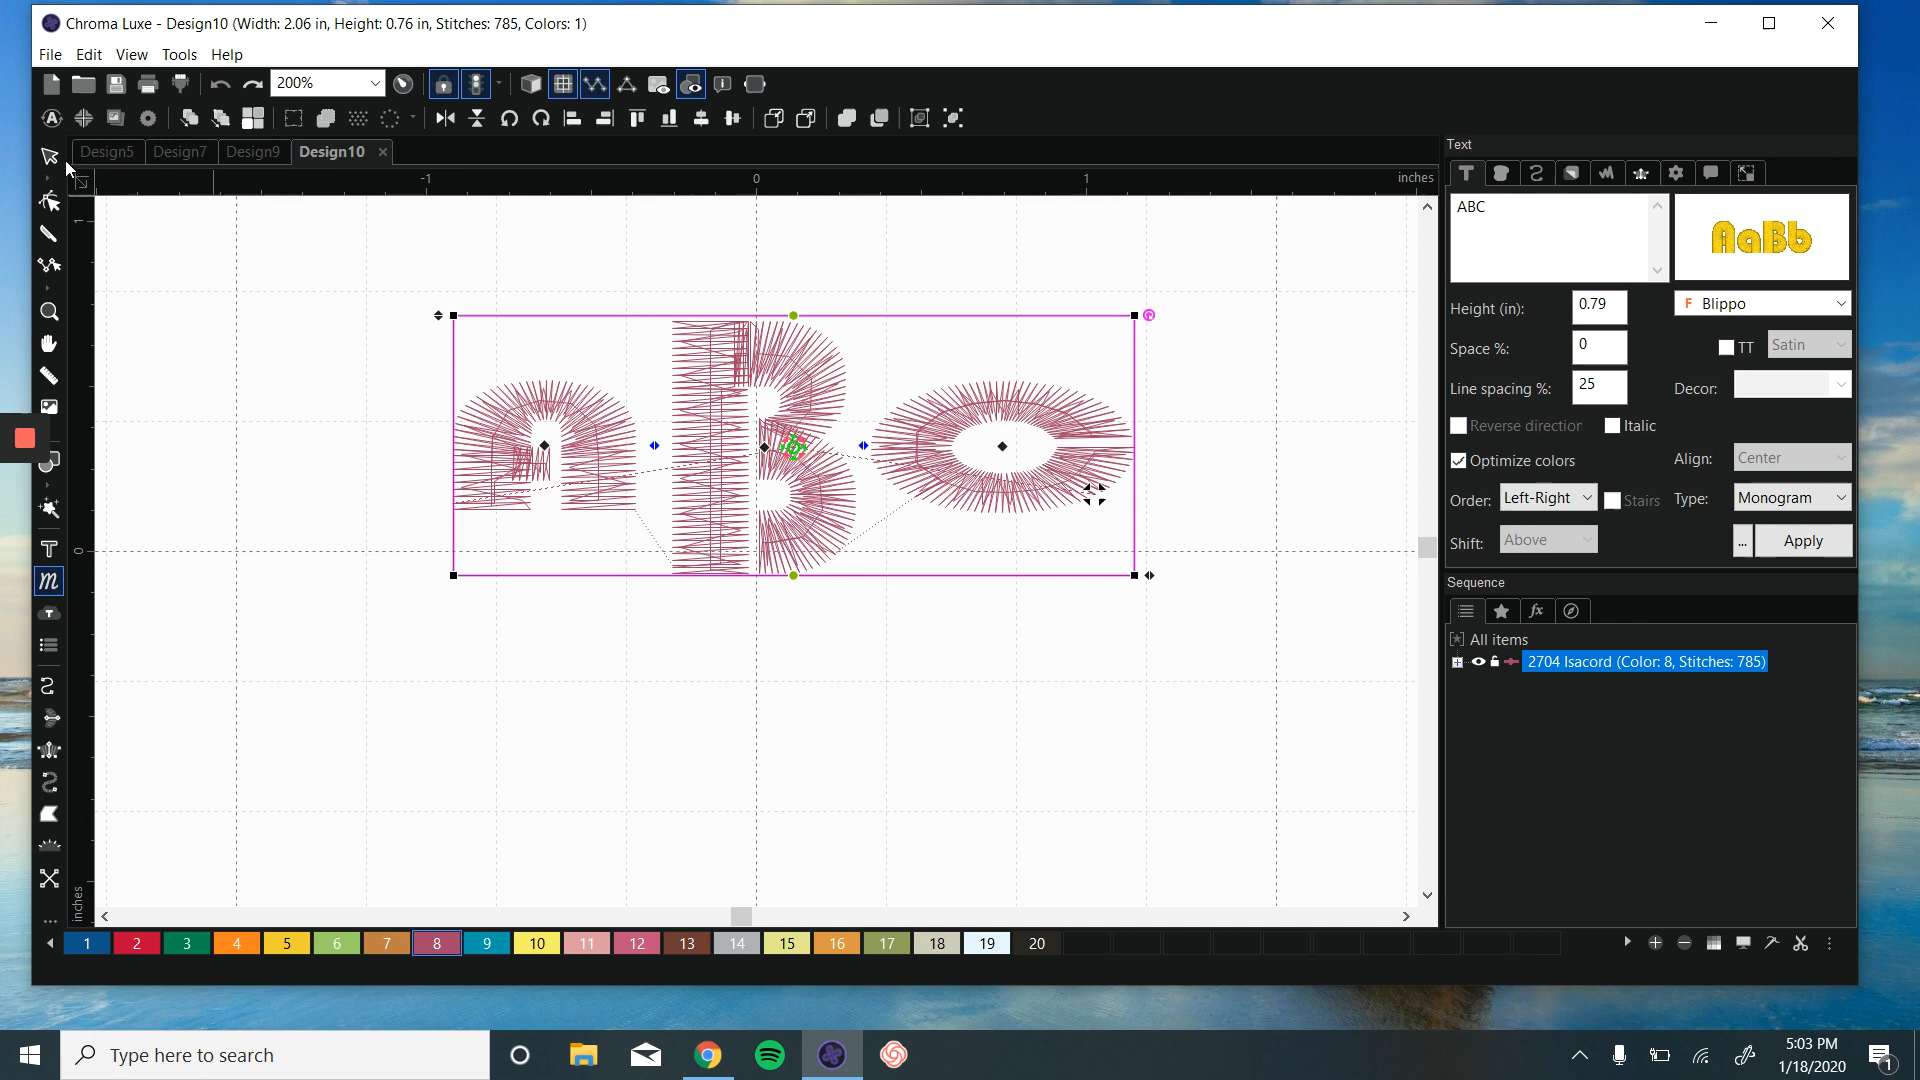 Chroma Luxe - Design10 (Width: 2.06 in, Height: 0.76 in, Stitches: 785, Colors: 1)
File Edit View Tools Help
200%
Design5 Design7 Design9 Design10
-1 0 1 inches
1
0
inches
Text
ABC
AaBb
Height (in): 0.79 F Blippo
Space %: 0 TT Satin
Line spacing %: 25 Decor:
Reverse direction Italic
Optimize colors Align: Center
Order: Left-Right Stairs Type: Monogram
Shift: Above ... Apply
Sequence
fx
All items
2704 Isacord (Color: 8, Stitches: 785)
1 2 3 4 5 6 7 8 9 10 11 12 13 14 15 16 17 18 19 20
Type here to search
5:03 PM
1/18/2020
1